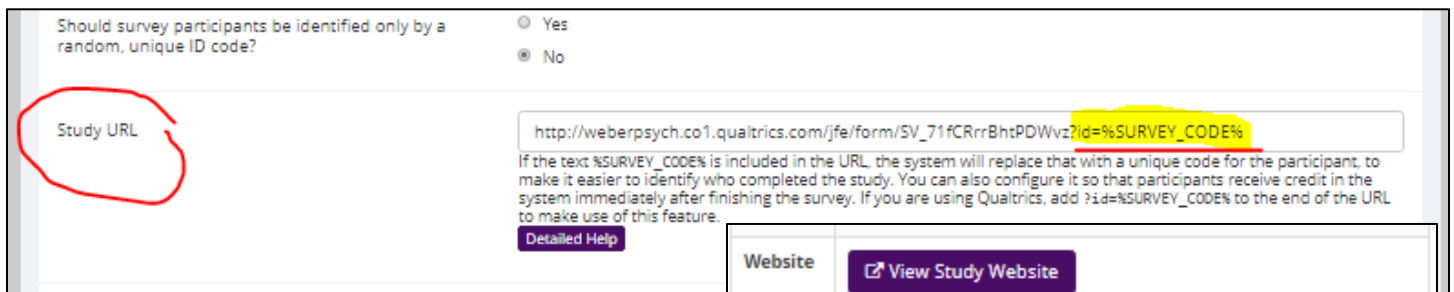 Should survey participants be identified only by a
random, unique ID code?
Yes
No
Study URL
http://weberpsych.co1.qualtrics.com/jfe/form/SV_71fCRrrBhtPDWvz?id=%SURVEY_CODE%
If the text %SURVEY_CODE% is included in the URL, the system will replace that with a unique code for the participant, to
make it easier to identify who completed the study. You can also configure it so that participants receive credit in the
system immediately after finishing the survey. If you are using Qualtrics, add ?id=%SURVEY_CODE% to the end of the URL
to make use of this feature.
Detailed Help
Website
View Study Website